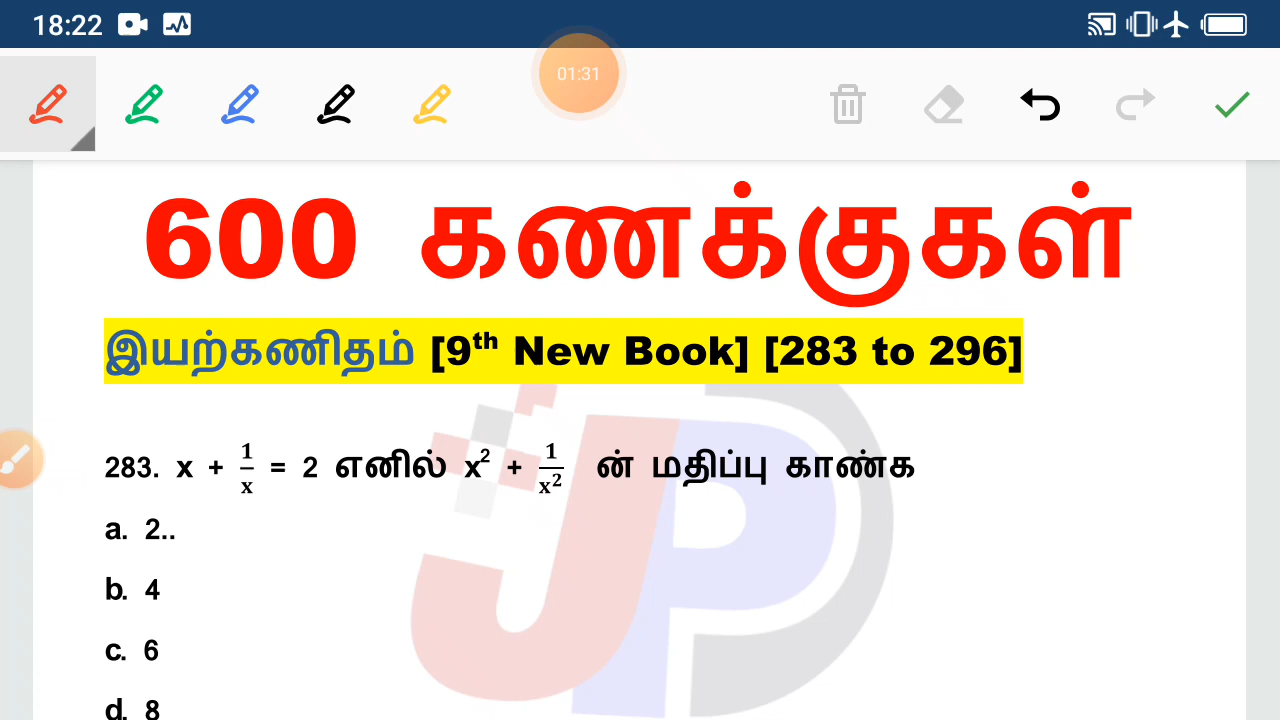 18:22
01:31
600 கணக்குகள்
இயற்கணிதம் [9th New Book] [283 to 296]
283. x + 1/x = 2 எனில் x² + 1/x² ன் மதிப்பு காண்க
a. 2..
b. 4
c. 6
d. 8
JP